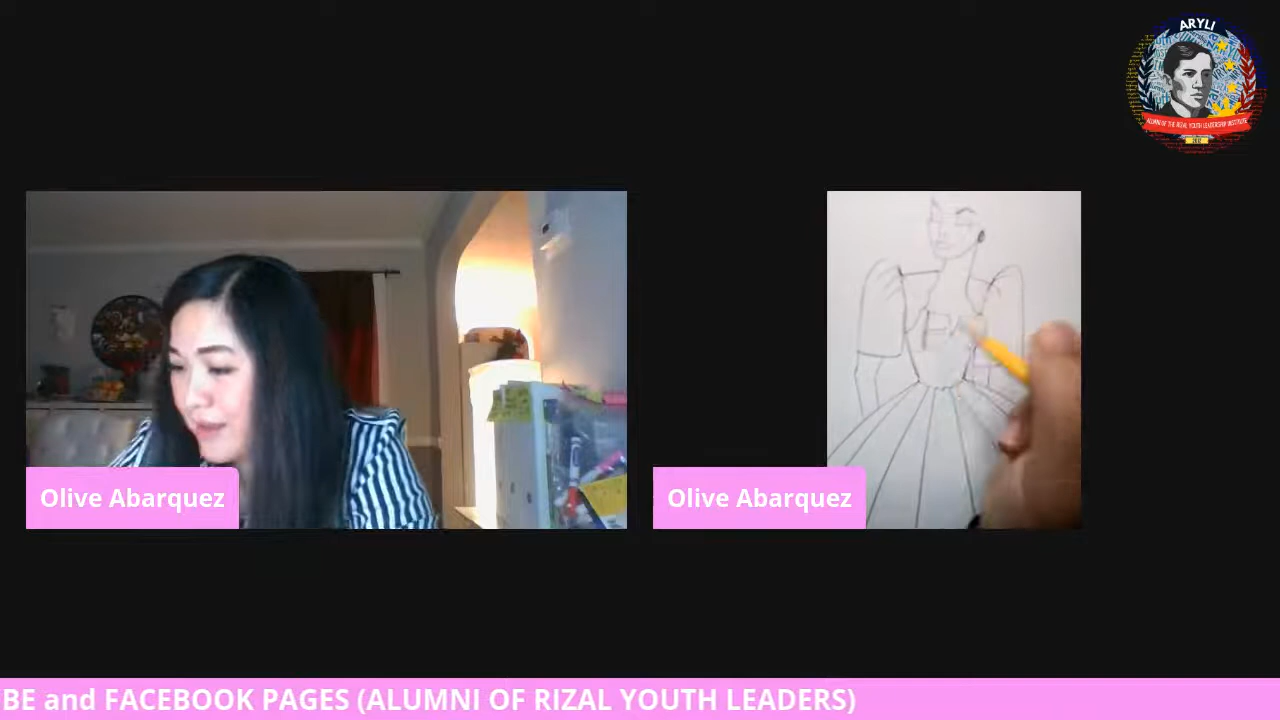 ARYLI
ALUMNI OF THE RIZAL YOUTH LEADERSHIP INSTITUTE
Olive Abarquez
Olive Abarquez
BE and FACEBOOK PAGES (ALUMNI OF RIZAL YOUTH LEADERS)